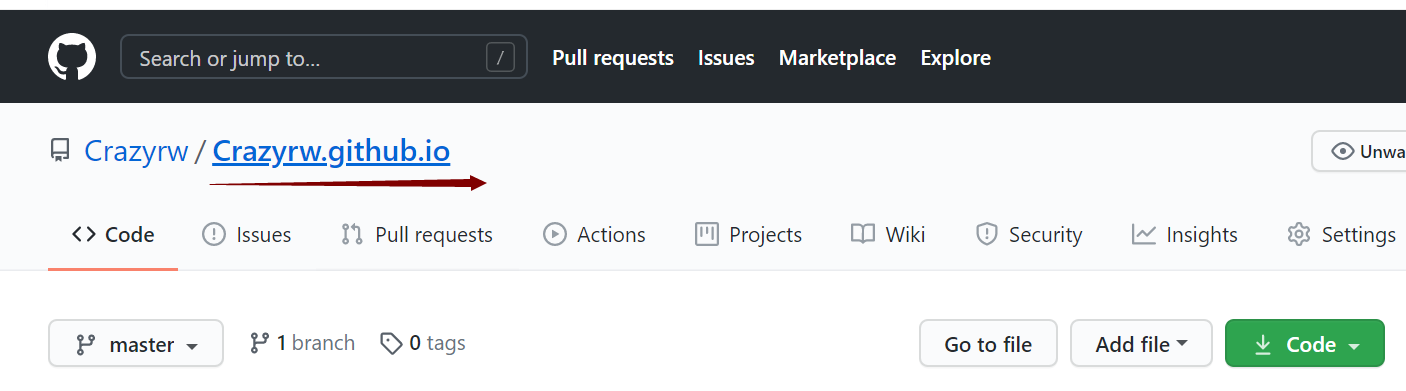 Search or jump to... / Pull requests Issues Marketplace Explore
Crazyrw / Crazyrw.github.io Unwa
Code Issues Pull requests Actions Projects Wiki Security Insights Settings
master 1 branch 0 tags Go to file Add file Code